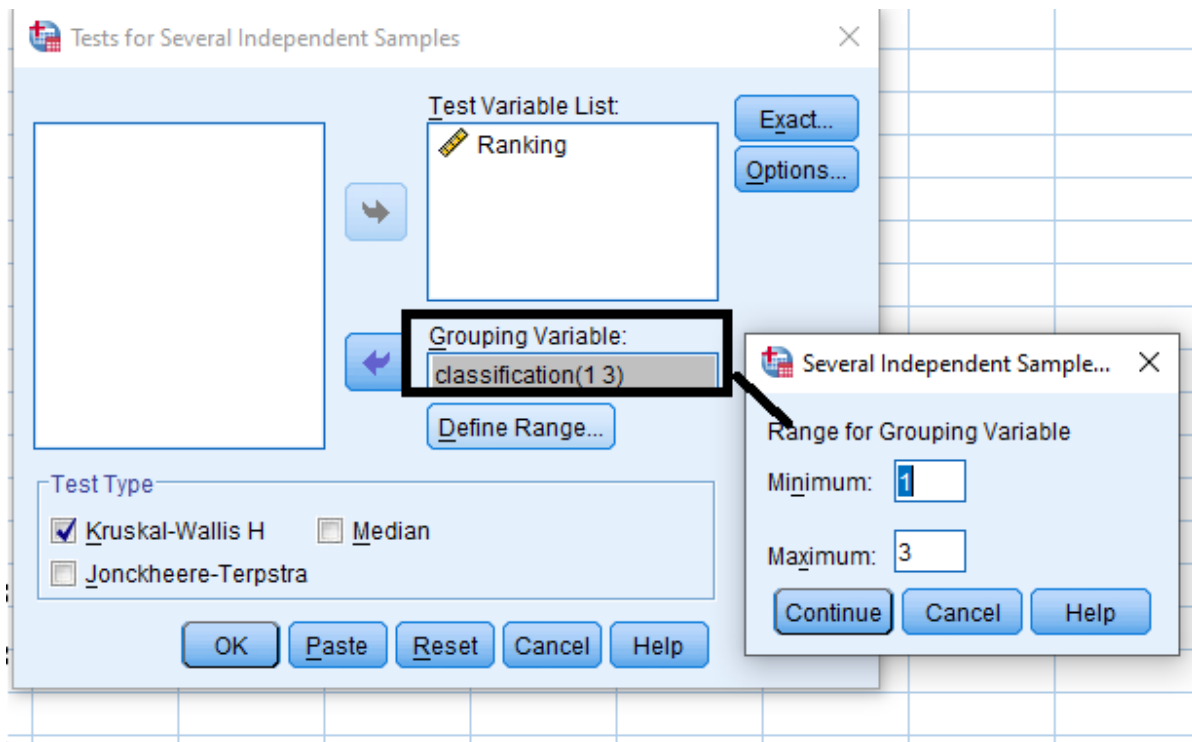 Tests for Several Independent Samples
Test Variable List:
Ranking
Exact...
Options...
Grouping Variable:
classification(1 3)
Define Range...
Test Type
Kruskal-Wallis H
Median
Jonckheere-Terpstra
OK
Paste
Reset
Cancel
Help
Several Independent Sample...
Range for Grouping Variable
Minimum: 1
Maximum: 3
Continue
Cancel
Help